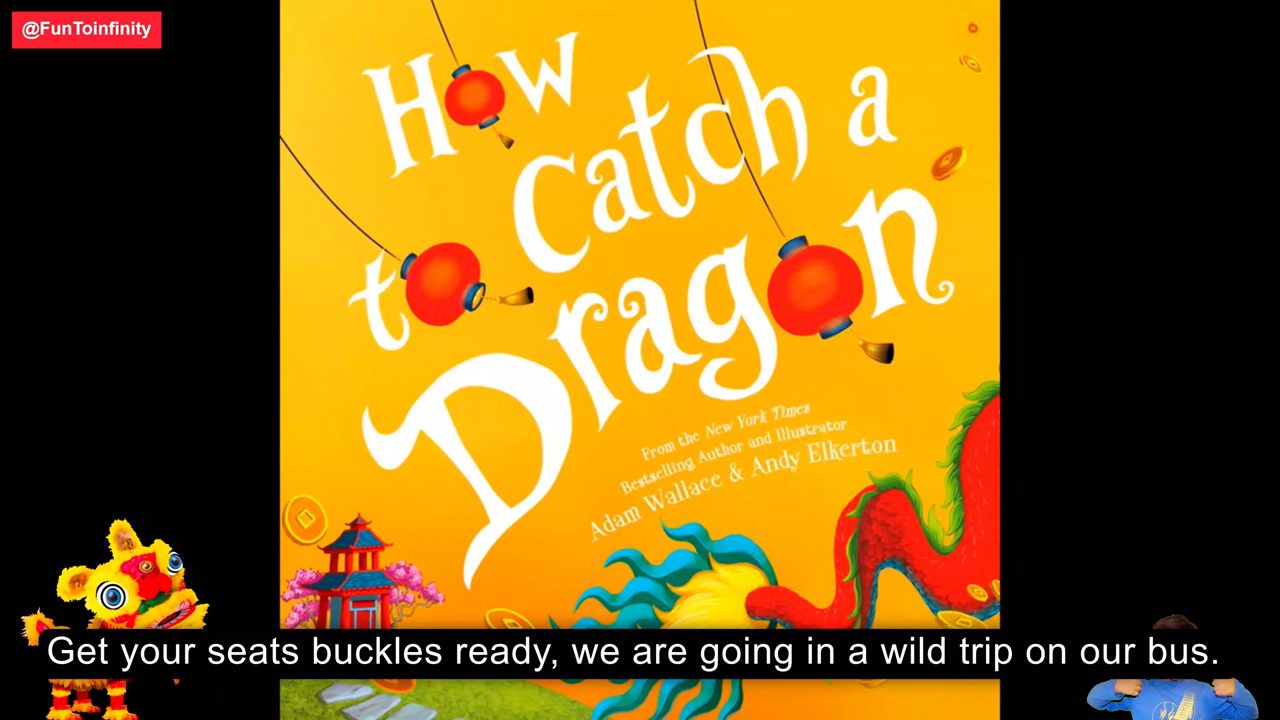 @FunToinfinity
How
to Catch a
Dragon
From the New York Times
Bestselling Author and Illustrator
Adam Wallace & Andy Elkerton
Get your seats buckles ready, we are going in a wild trip on our bus.